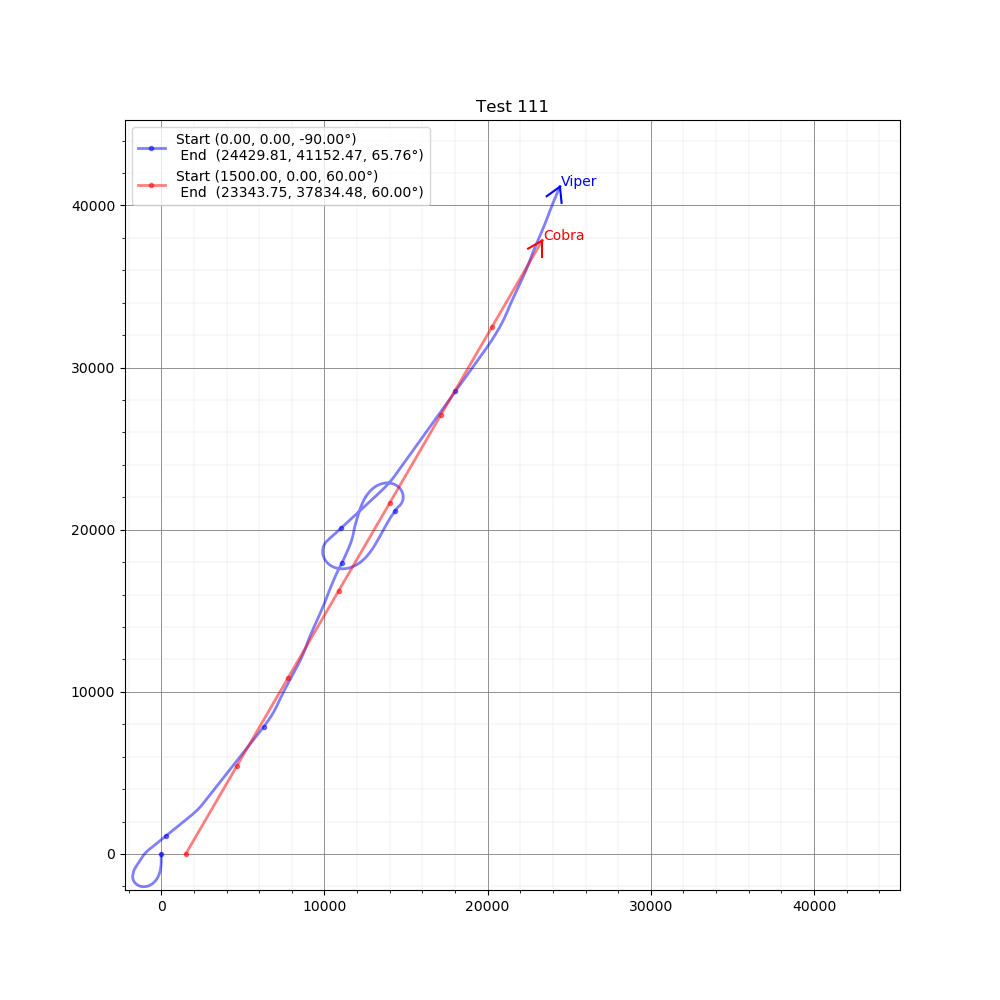 Test 111
Start (0.00, 0.00, -90.00°)
End  (24429.81, 41152.47, 65.76°)
Start (1500.00, 0.00, 60.00°)
End  (23343.75, 37834.48, 60.00°)
Viper
Cobra
40000
30000
20000
10000
0
0 10000 20000 30000 40000